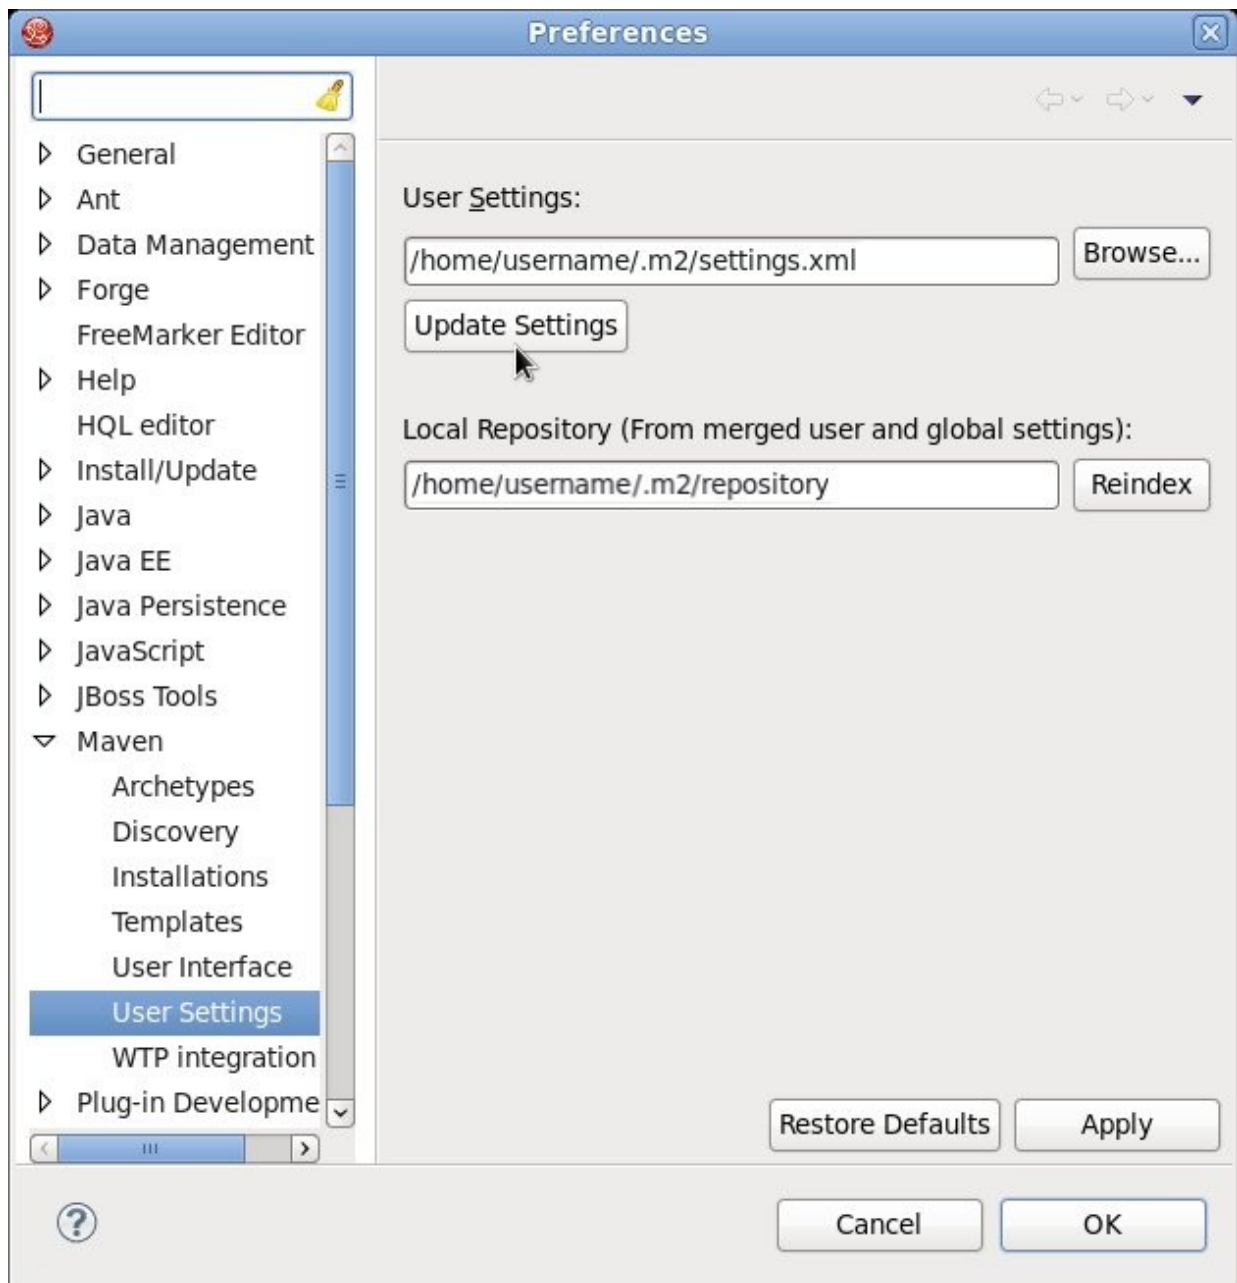 Preferences
General
Ant
Data Management
Forge
FreeMarker Editor
Help
HQL editor
Install/Update
Java
Java EE
Java Persistence
JavaScript
JBoss Tools
Maven
Archetypes
Discovery
Installations
Templates
User Interface
User Settings
WTP integration
Plug-in Developme
User Settings:
/home/username/.m2/settings.xml
Browse...
Update Settings
Local Repository (From merged user and global settings):
/home/username/.m2/repository
Reindex
Restore Defaults
Apply
?
Cancel
OK